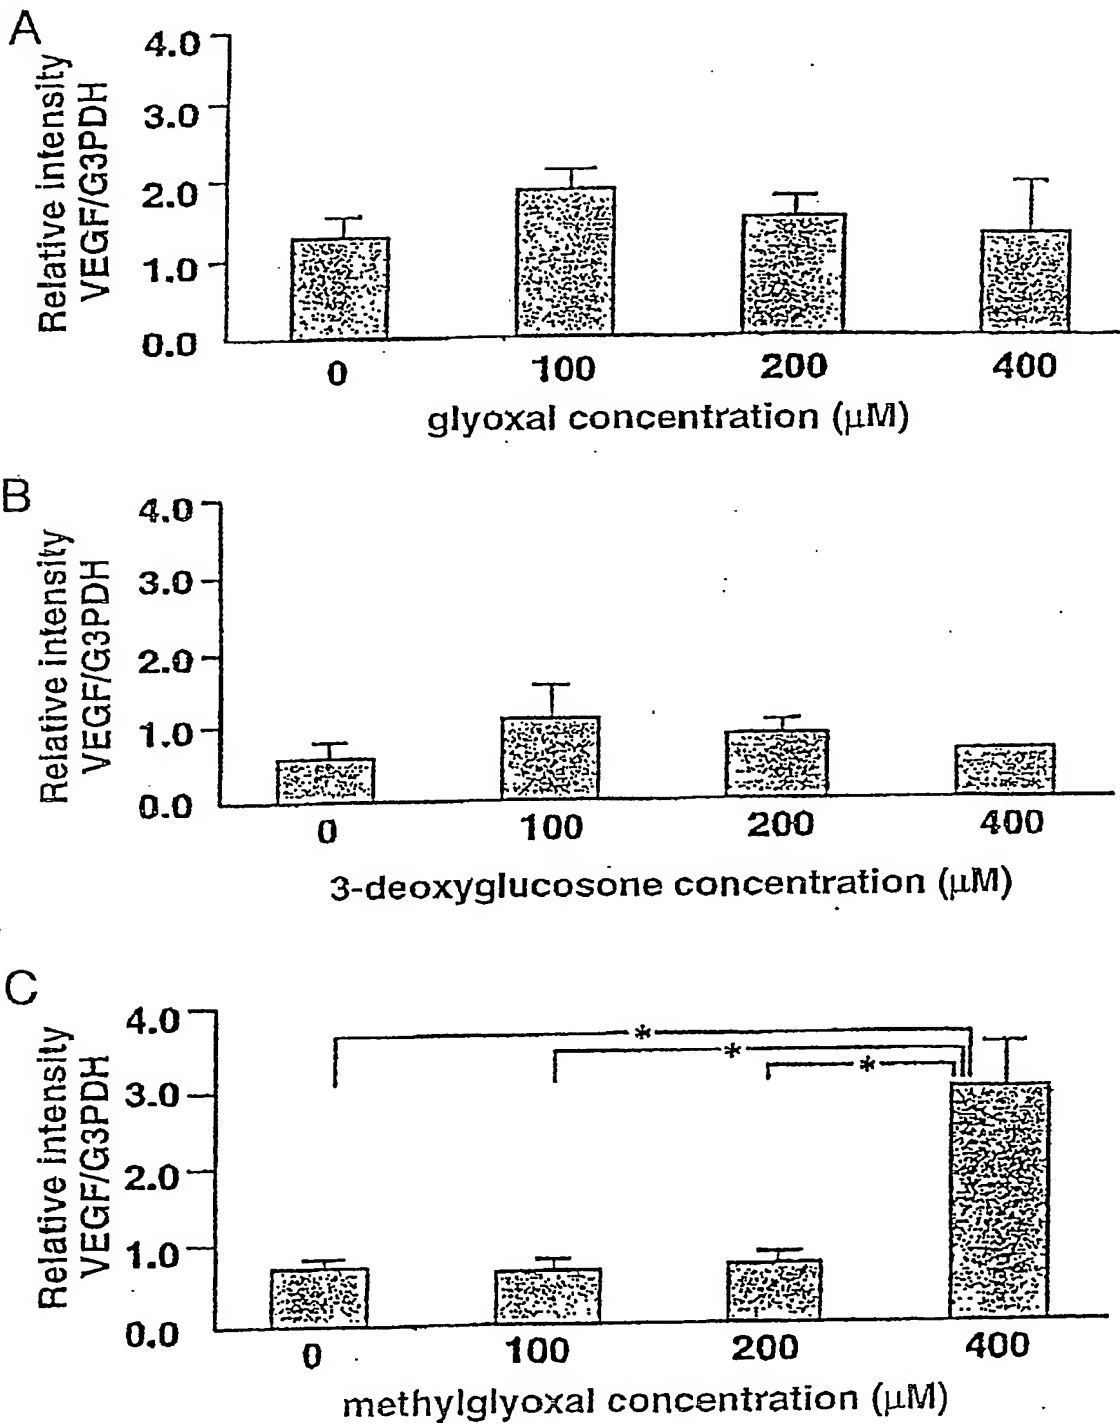 A
Relative intensity
VEGF/G3PDH
4.0
3.0
2.0
1.0
0.0
0
100
200
400
glyoxal concentration (μM)
B
Relative intensity
VEGF/G3PDH
4.0
3.0
2.0
1.0
0.0
0
100
200
400
3-deoxyglucosone concentration (μM)
C
Relative intensity
VEGF/G3PDH
4.0
3.0
2.0
1.0
0.0
*
*
*
0
100
200
400
methylglyoxal concentration (μM)